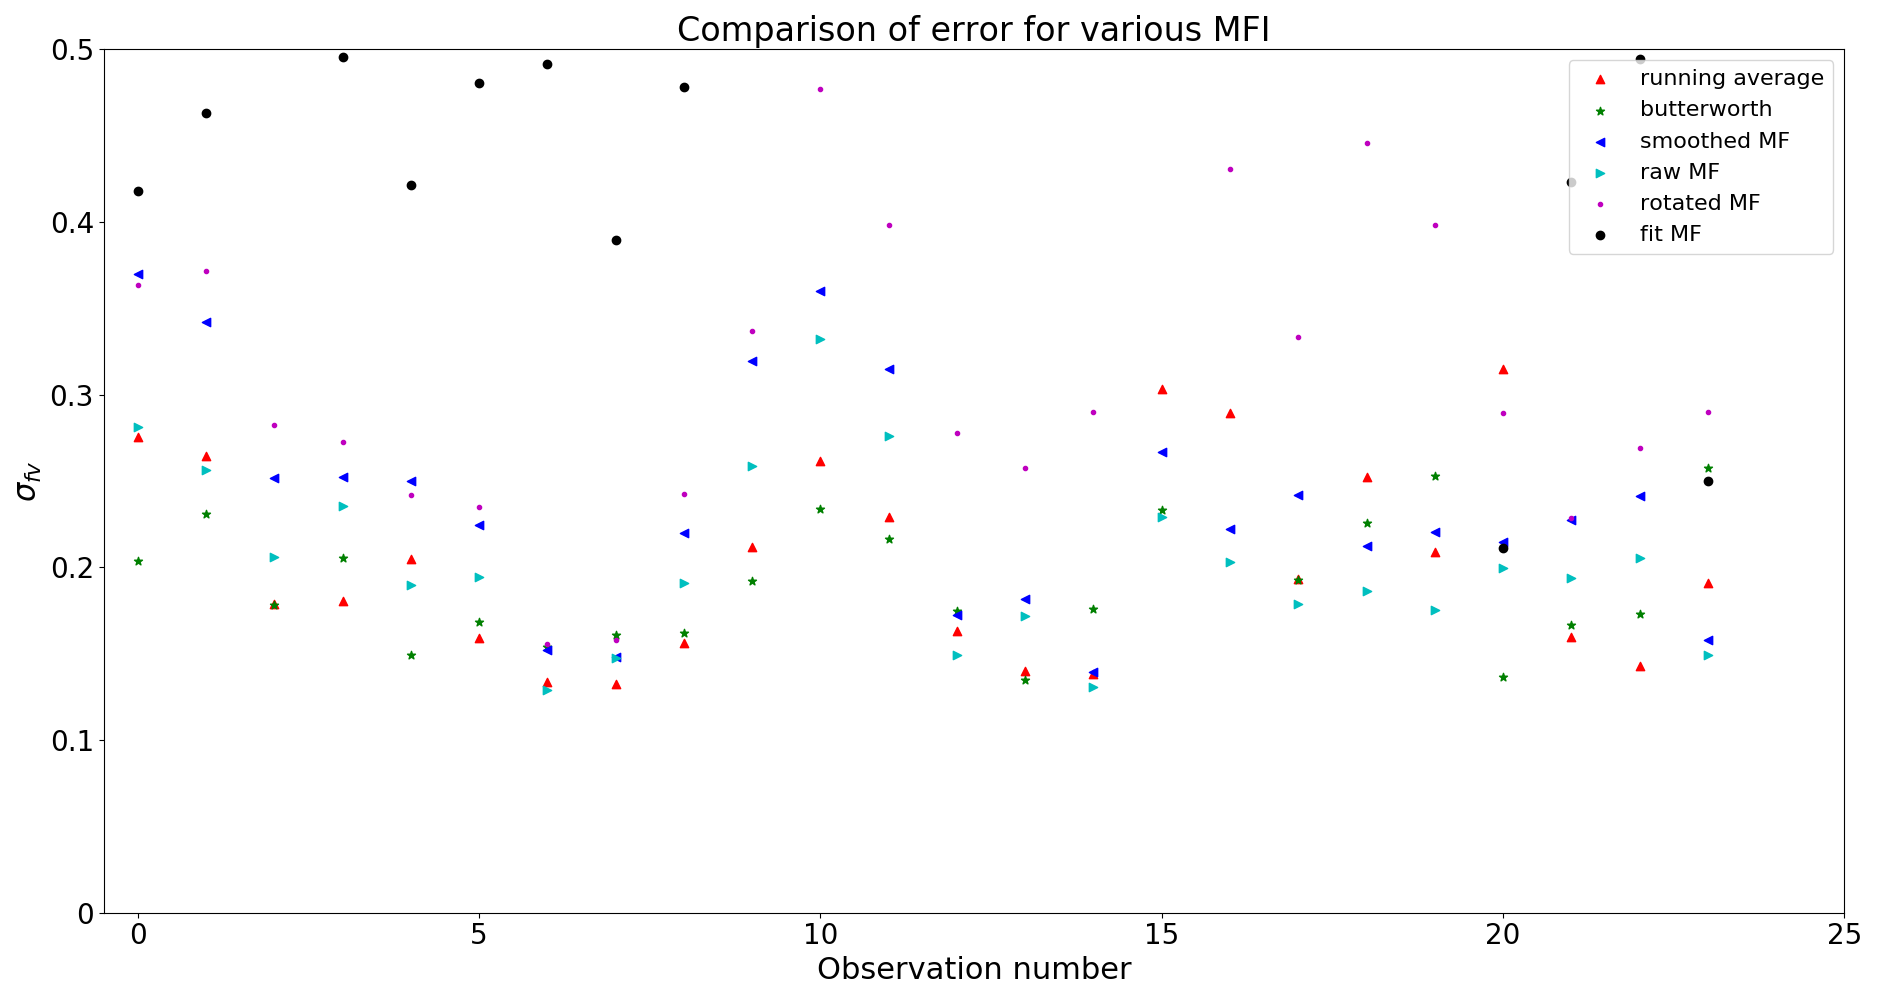 Comparison of error for various MFI
0.5
0.4
0.3
0.2
0.1
0
σfv
running average
butterworth
smoothed MF
raw MF
rotated MF
fit MF
0 5 10 15 20 25
Observation number